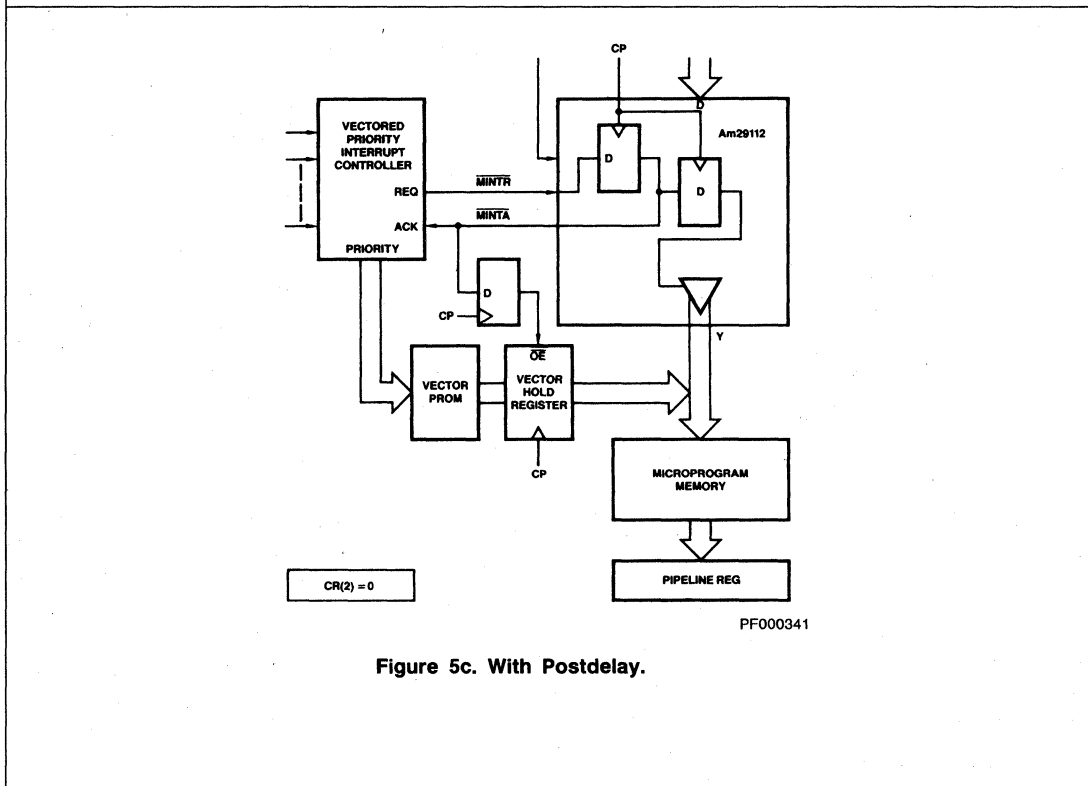 CP
D
Am29112
VECTORED
PRIORITY
INTERRUPT
CONTROLLER
D
D
REQ
MINTR
ACK
MINTA
PRIORITY
D
CP
Y
OE
VECTOR
PROM
VECTOR
HOLD
REGISTER
CP
MICROPROGRAM
MEMORY
CR(2) = 0
PIPELINE REG
PF000341
Figure 5c. With Postdelay.